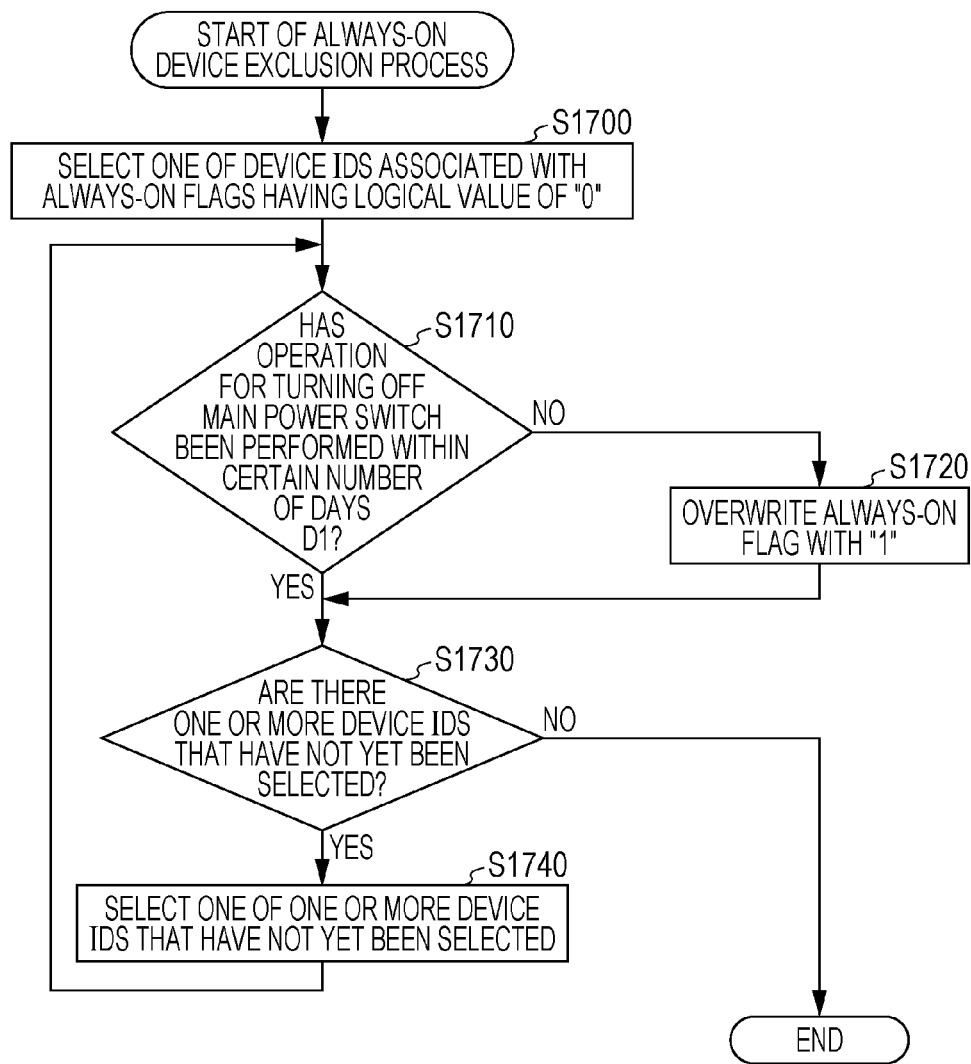 START OF ALWAYS-ON
DEVICE EXCLUSION PROCESS
S1700
SELECT ONE OF DEVICE IDS ASSOCIATED WITH
ALWAYS-ON FLAGS HAVING LOGICAL VALUE OF "0"
S1710
HAS
OPERATION
FOR TURNING OFF
MAIN POWER SWITCH
BEEN PERFORMED WITHIN
CERTAIN NUMBER
OF DAYS
D1?
NO
S1720
OVERWRITE ALWAYS-ON
FLAG WITH "1"
YES
S1730
ARE THERE
ONE OR MORE DEVICE IDS
THAT HAVE NOT YET BEEN
SELECTED?
NO
YES
S1740
SELECT ONE OF ONE OR MORE DEVICE
IDS THAT HAVE NOT YET BEEN SELECTED
END